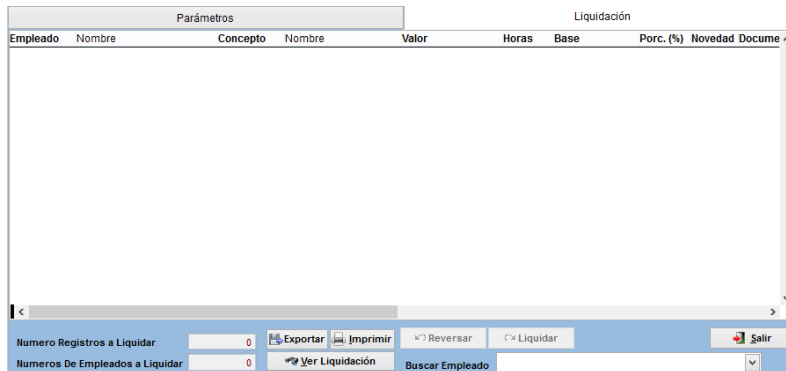 Parámetros Liquidación
Empleado Nombre Concepto Nombre Valor Horas Base Porc. (%) Novedad Docume
Numero Registros a Liquidar 0 Exportar Imprimir Reversar Liquidar Salir
Numeros De Empleados a Liquidar 0 Ver Liquidación Buscar Empleado